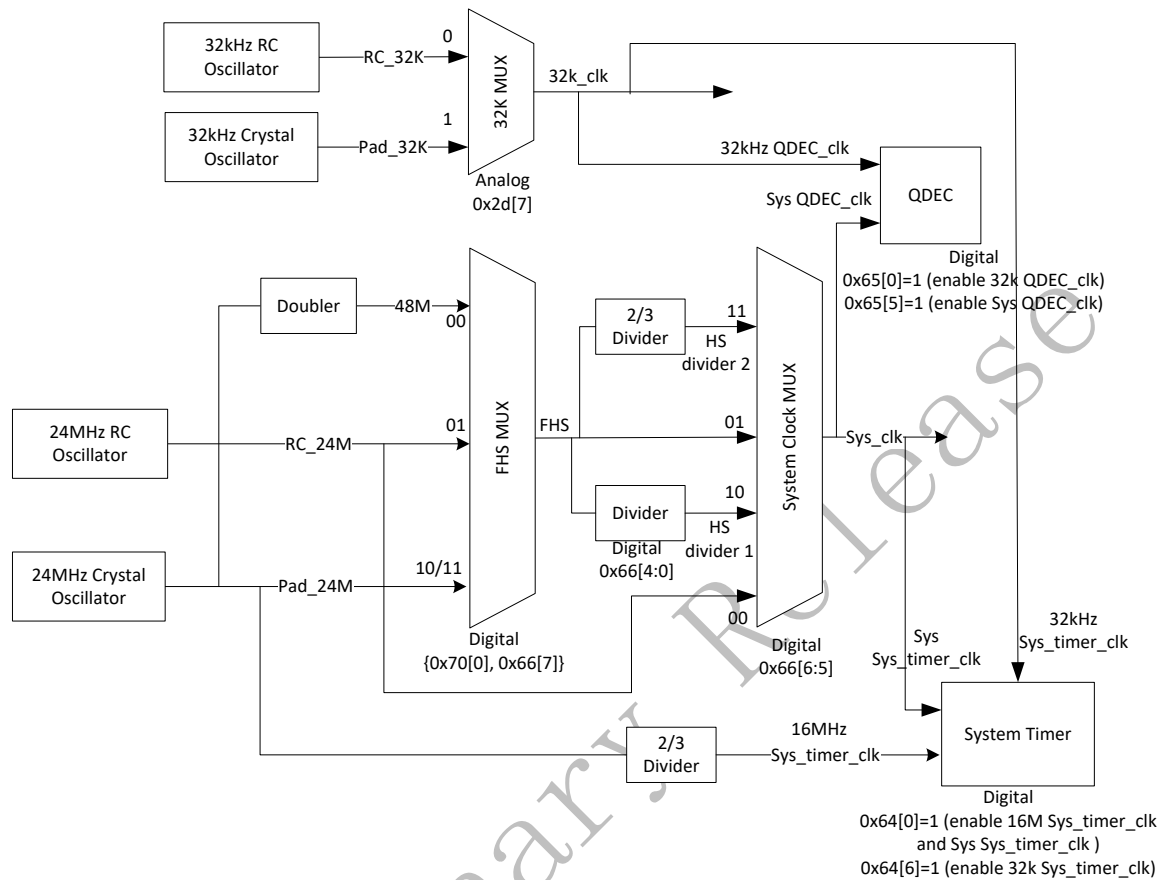 32kHz RC
Oscillator
RC_32K
0
32kHz Crystal
Oscillator
Pad_32K
1
32K MUX
Analog
0x2d[7]
32k_clk
32kHz QDEC_clk
Sys QDEC_clk
QDEC
Digital
0x65[0]=1 (enable 32k QDEC_clk)
0x65[5]=1 (enable Sys QDEC_clk)
Doubler
48M
00
24MHz RC
Oscillator
RC_24M
01
24MHz Crystal
Oscillator
Pad_24M
10/11
FHS MUX
Digital
{0x70[0], 0x66[7]}
FHS
2/3
Divider
11
HS
divider 2
01
Divider
Digital
0x66[4:0]
10
HS
divider 1
00
System Clock MUX
Digital
0x66[6:5]
Sys_clk
Sys
Sys_timer_clk
32kHz
Sys_timer_clk
2/3
Divider
16MHz
Sys_timer_clk
System Timer
Digital
0x64[0]=1 (enable 16M Sys_timer_clk
and Sys Sys_timer_clk )
0x64[6]=1 (enable 32k Sys_timer_clk)
ary Release